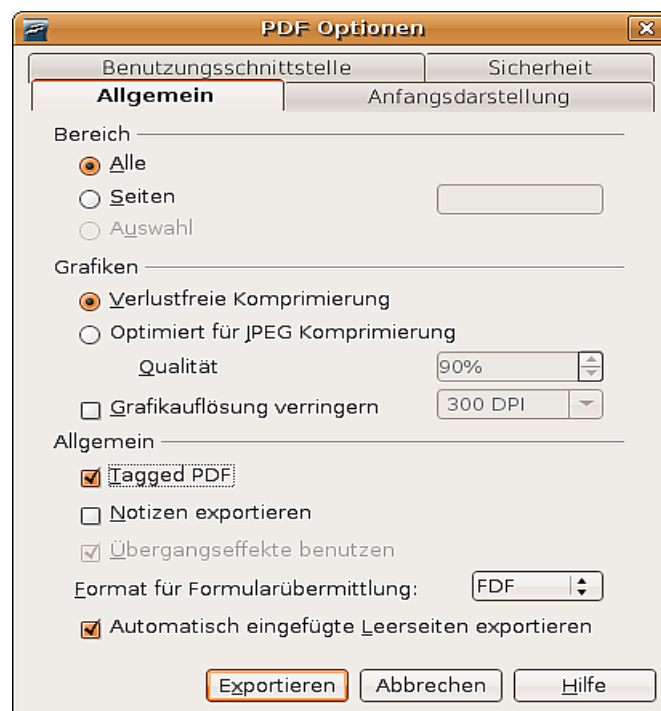 PDF Optionen
Benutzungsschnittstelle Sicherheit
Allgemein Anfangsdarstellung
Bereich
Alle
Seiten
Auswahl
Grafiken
Verlustfreie Komprimierung
Optimiert für JPEG Komprimierung
Qualität 90%
Grafikauflösung verringern 300 DPI
Allgemein
Tagged PDF
Notizen exportieren
Übergangseffekte benutzen
Format für Formularübermittlung: FDF
Automatisch eingefügte Leerseiten exportieren
Exportieren Abbrechen Hilfe